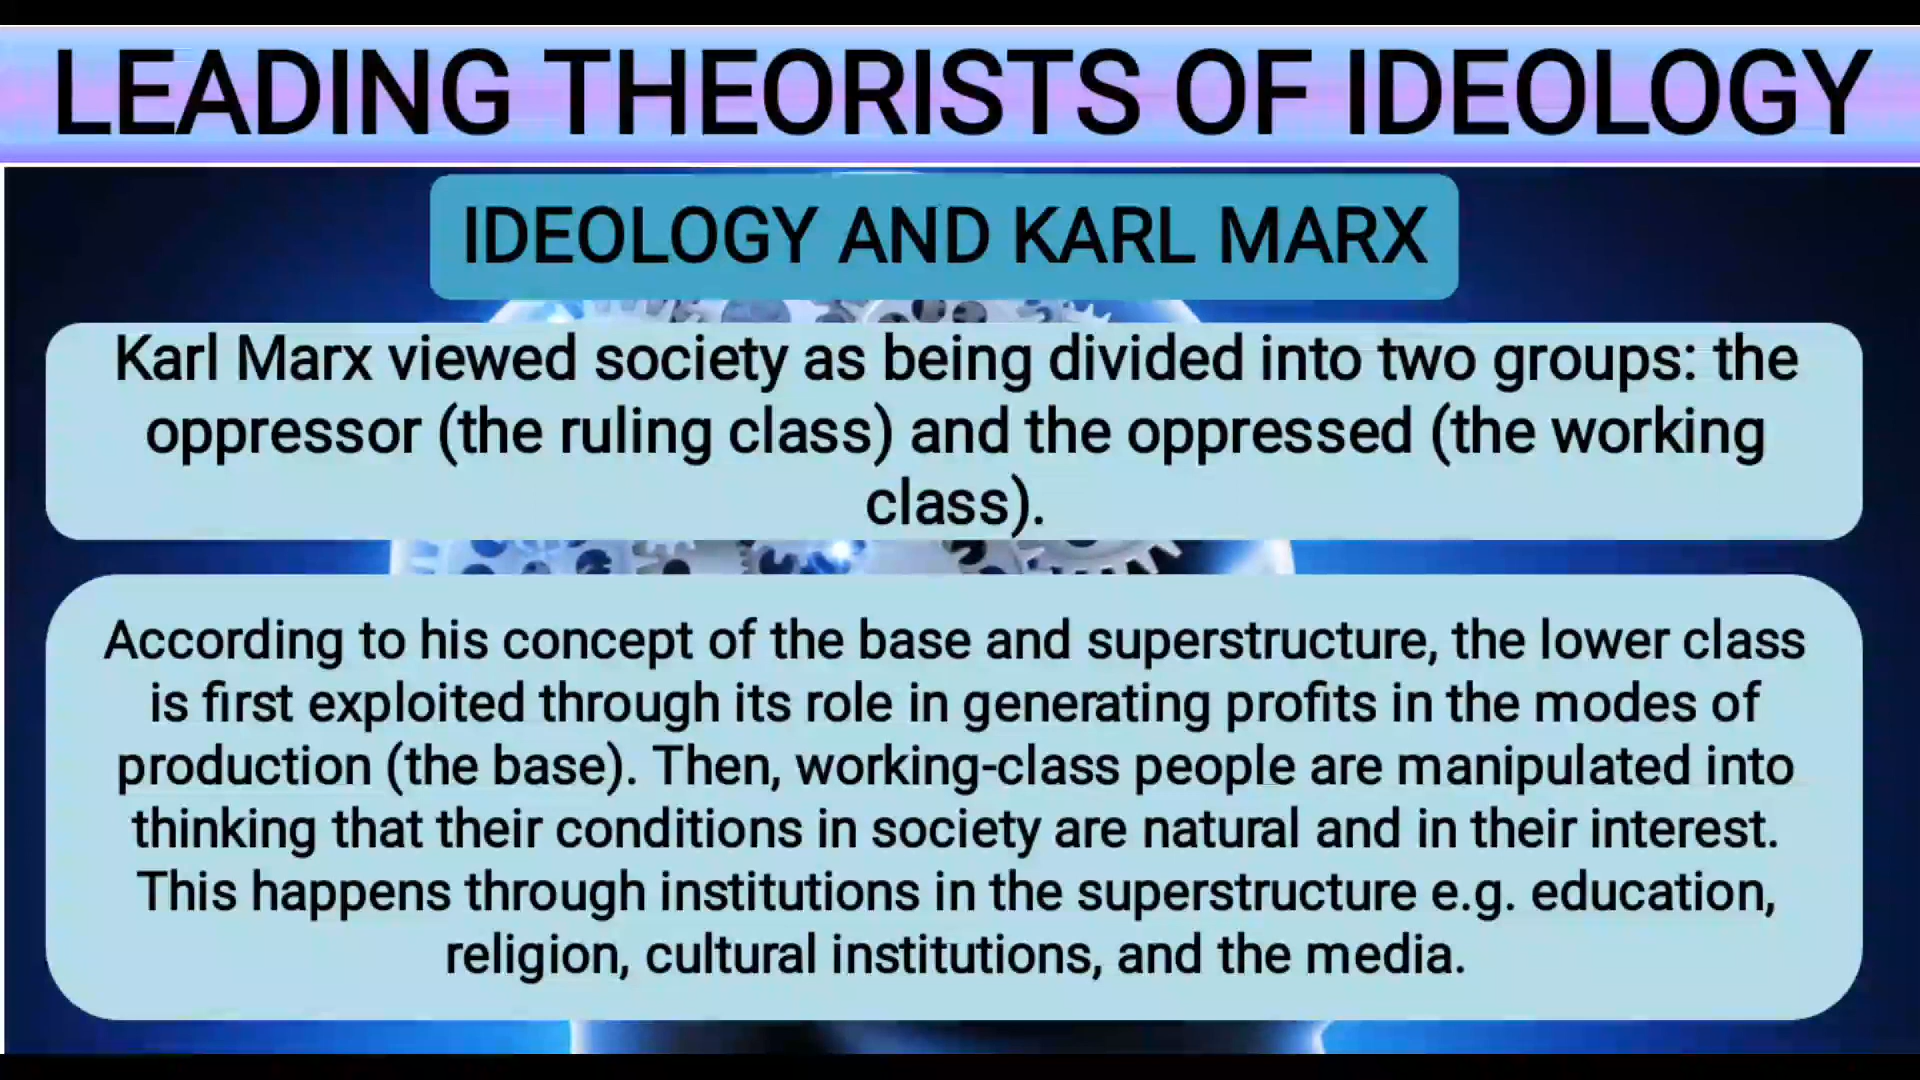 LEADING THEORISTS OF IDEOLOGY
IDEOLOGY AND KARL MARX
Karl Marx viewed society as being divided into two groups: the
oppressor (the ruling class) and the oppressed (the working
class).
According to his concept of the base and superstructure, the lower class
is first exploited through its role in generating profits in the modes of
production (the base). Then, working-class people are manipulated into
thinking that their conditions in society are natural and in their interest.
This happens through institutions in the superstructure e.g. education,
religion, cultural institutions, and the media.